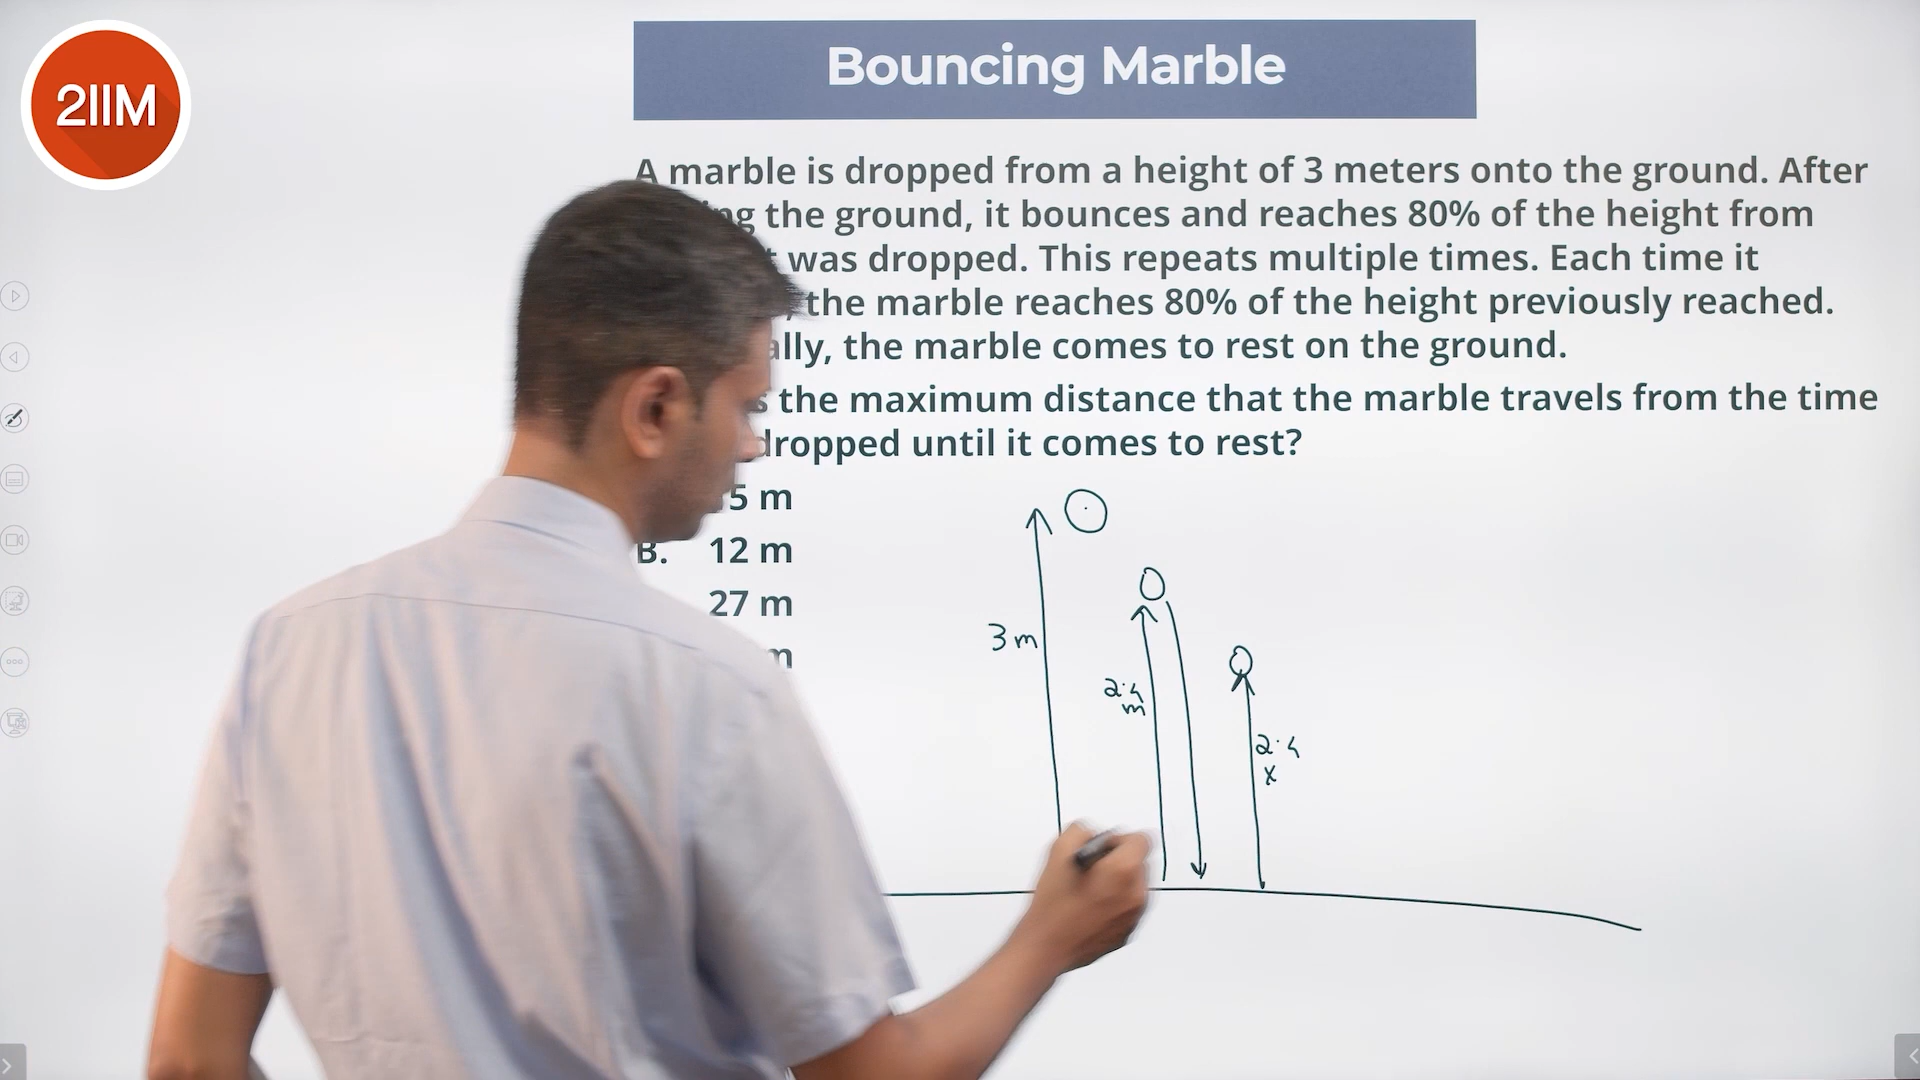 2IIM
Bouncing Marble
A marble is dropped from a height of 3 meters onto the ground. After
the ground, it bounces and reaches 80% of the height from
was dropped. This repeats multiple times. Each time it
the marble reaches 80% of the height previously reached.
the marble comes to rest on the ground.
the maximum distance that the marble travels from the time
dropped until it comes to rest?
5 m
B. 12 m
27 m
m
3 m
2.4
m
2.4
x